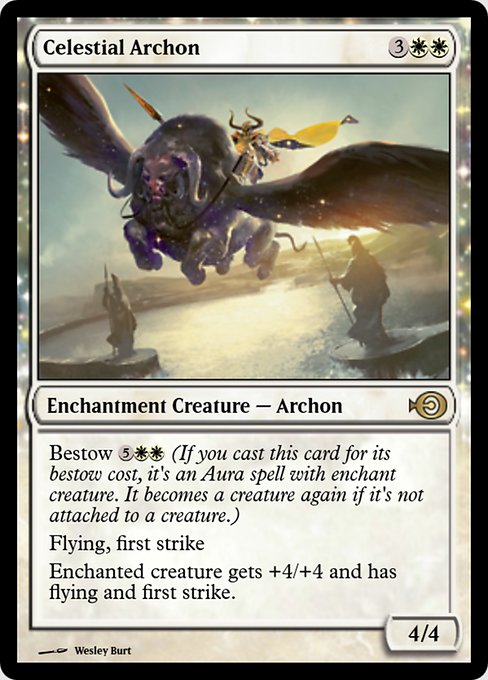 Celestial Archon 3
Enchantment Creature — Archon
Bestow 5 (If you cast this card for its
bestow cost, it's an Aura spell with enchant
creature. It becomes a creature again if it's not
attached to a creature.)
Flying, first strike
Enchanted creature gets +4/+4 and has
flying and first strike.
4/4
Wesley Burt